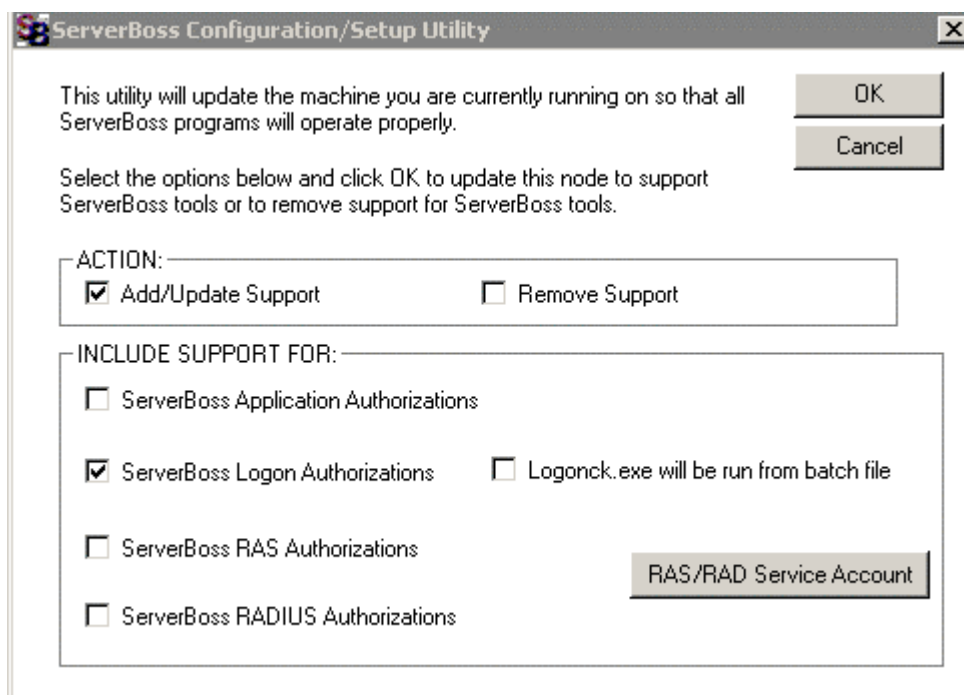 ServerBoss Configuration/Setup Utility
This utility will update the machine you are currently running on so that all
ServerBoss programs will operate properly.
OK
Cancel
Select the options below and click OK to update this node to support
ServerBoss tools or to remove support for ServerBoss tools.
ACTION:
Add/Update Support
Remove Support
INCLUDE SUPPORT FOR:
ServerBoss Application Authorizations
ServerBoss Logon Authorizations
Logonck.exe will be run from batch file
ServerBoss RAS Authorizations
RAS/RAD Service Account
ServerBoss RADIUS Authorizations